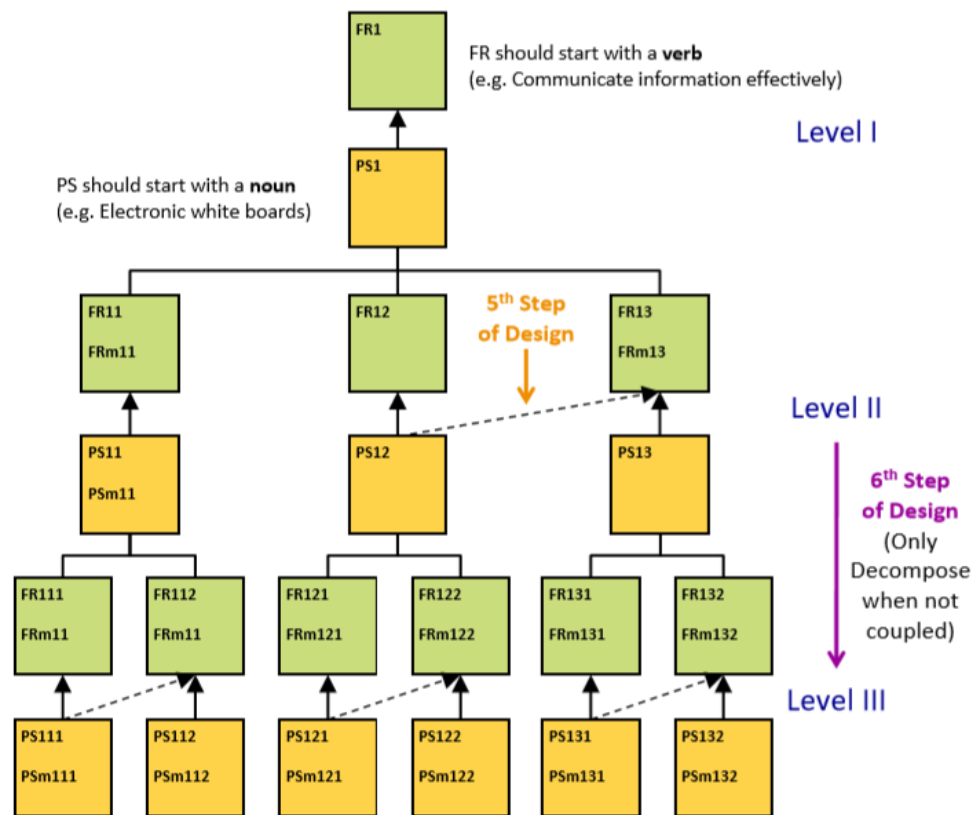 FR1
FR should start with a verb
(e.g. Communicate information effectively)
Level I
PS1
PS should start with a noun
(e.g. Electronic white boards)
FR11
FRm11
FR12
5th Step
of Design
FR13
FRm13
Level II
PS11
PSm11
PS12
PS13
6th Step
of Design
(Only
Decompose
when not
coupled)
FR111
FRm11
FR112
FRm11
FR121
FRm121
FR122
FRm122
FR131
FRm131
FR132
FRm132
Level III
PS111
PSm111
PS112
PSm112
PS121
PSm121
PS122
PSm122
PS131
PSm131
PS132
PSm132